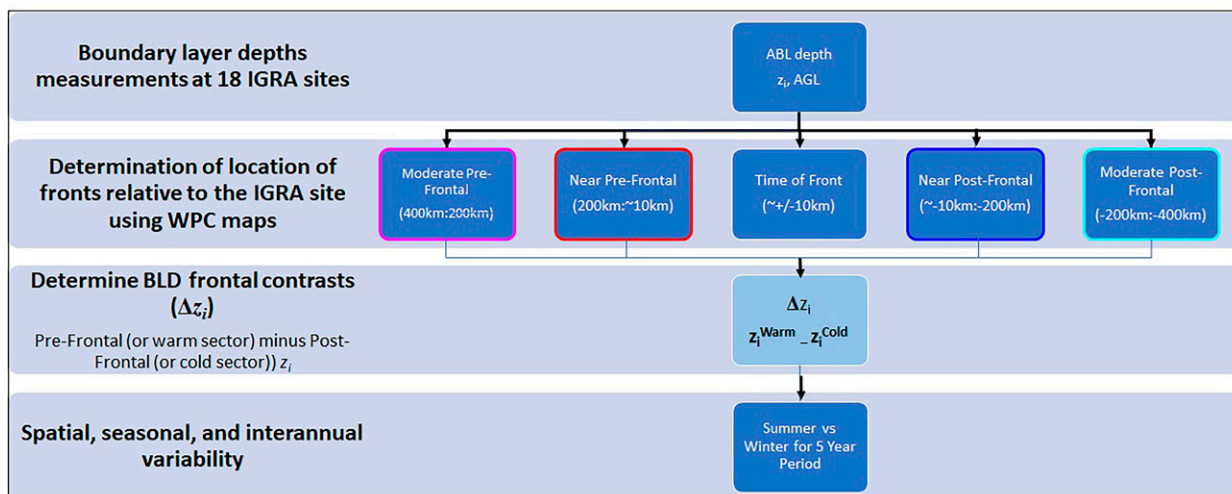 Boundary layer depths
measurements at 18 IGRA sites
ABL depth
zi, AGL
Determination of location of
fronts relative to the IGRA site
using WPC maps
Moderate Pre-
Frontal
(400km:200km)
Near Pre-Frontal
(200km:~10km)
Time of Front
(~+/-10km)
Near Post-Frontal
(~-10km:-200km)
Moderate Post-
Frontal
(-200km:-400km)
Determine BLD frontal contrasts
(Δzi)
Pre-Frontal (or warm sector) minus Post-
Frontal (or cold sector)) zi
Δzi
zi^Warm – zi^Cold
Spatial, seasonal, and interannual
variability
Summer vs
Winter for 5 Year
Period